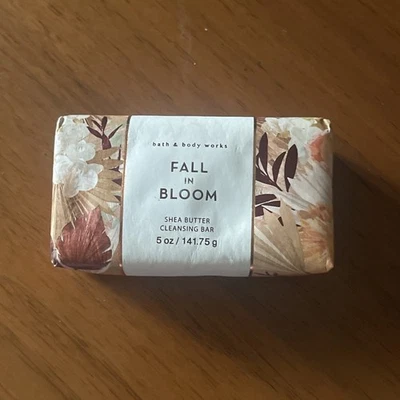 bath & body works
FALL
IN
BLOOM
SHEA BUTTER
CLEANSING BAR
5 oz / 141.75 g